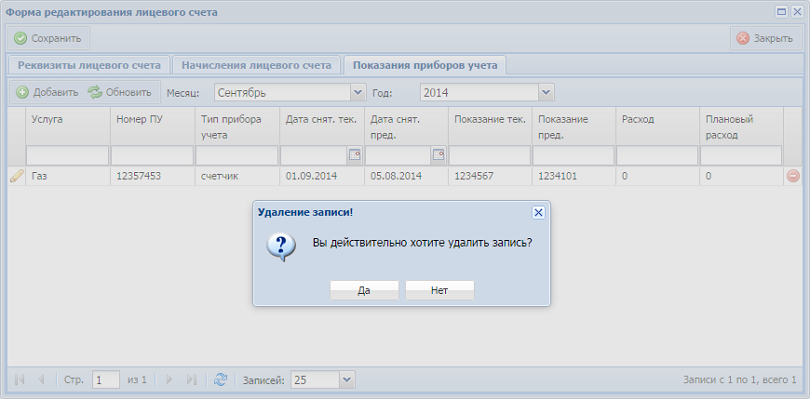 Форма редактирования лицевого счета
Сохранить Закрыть
Реквизиты лицевого счета Начисления лицевого счета Показания приборов учета
Добавить Обновить Месяц: Сентябрь Год: 2014
Услуга Номер ПУ Тип прибора учета Дата снят. тек. Дата снят. пред. Показание тек. Показание пред. Расход Плановый расход
Газ 12357453 счетчик 01.09.2014 05.08.2014 1234567 1234101 0 0
Удаление записи!
Вы действительно хотите удалить запись?
Да Нет
Стр. 1 из 1 Записей: 25 Записи с 1 по 1, всего 1